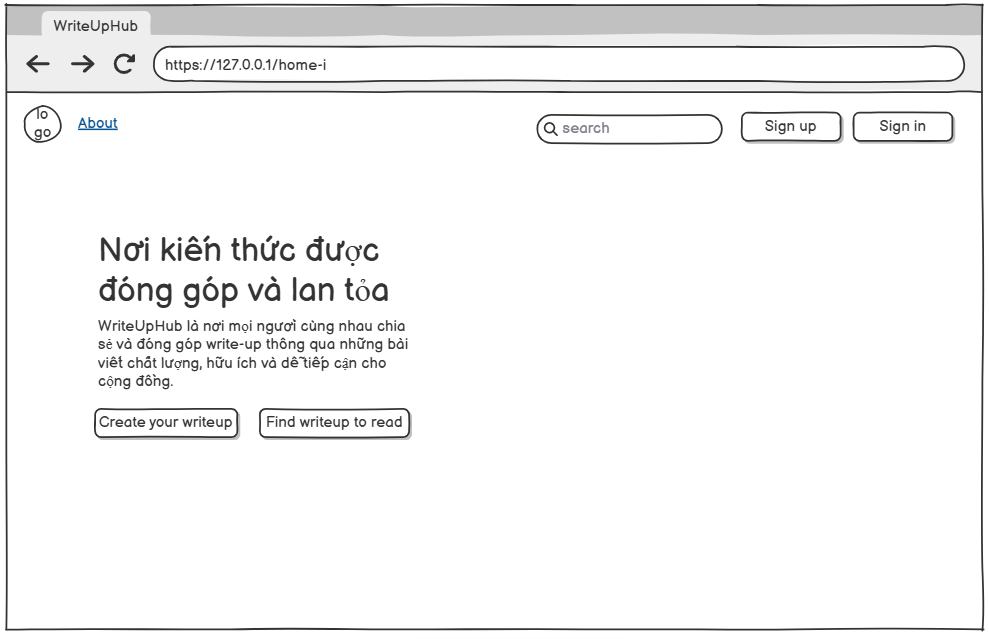 WriteUpHub
https://127.0.0.1/home-i
lo
go
About
search
Sign up
Sign in
Nơi kiến thức được
đóng góp và lan tỏa
WriteUpHub là nơi mọi người cùng nhau chia
sẻ và đóng góp write-up thông qua những bài
viết chất lượng, hữu ích và dễ tiếp cận cho
cộng đồng.
Create your writeup
Find writeup to read